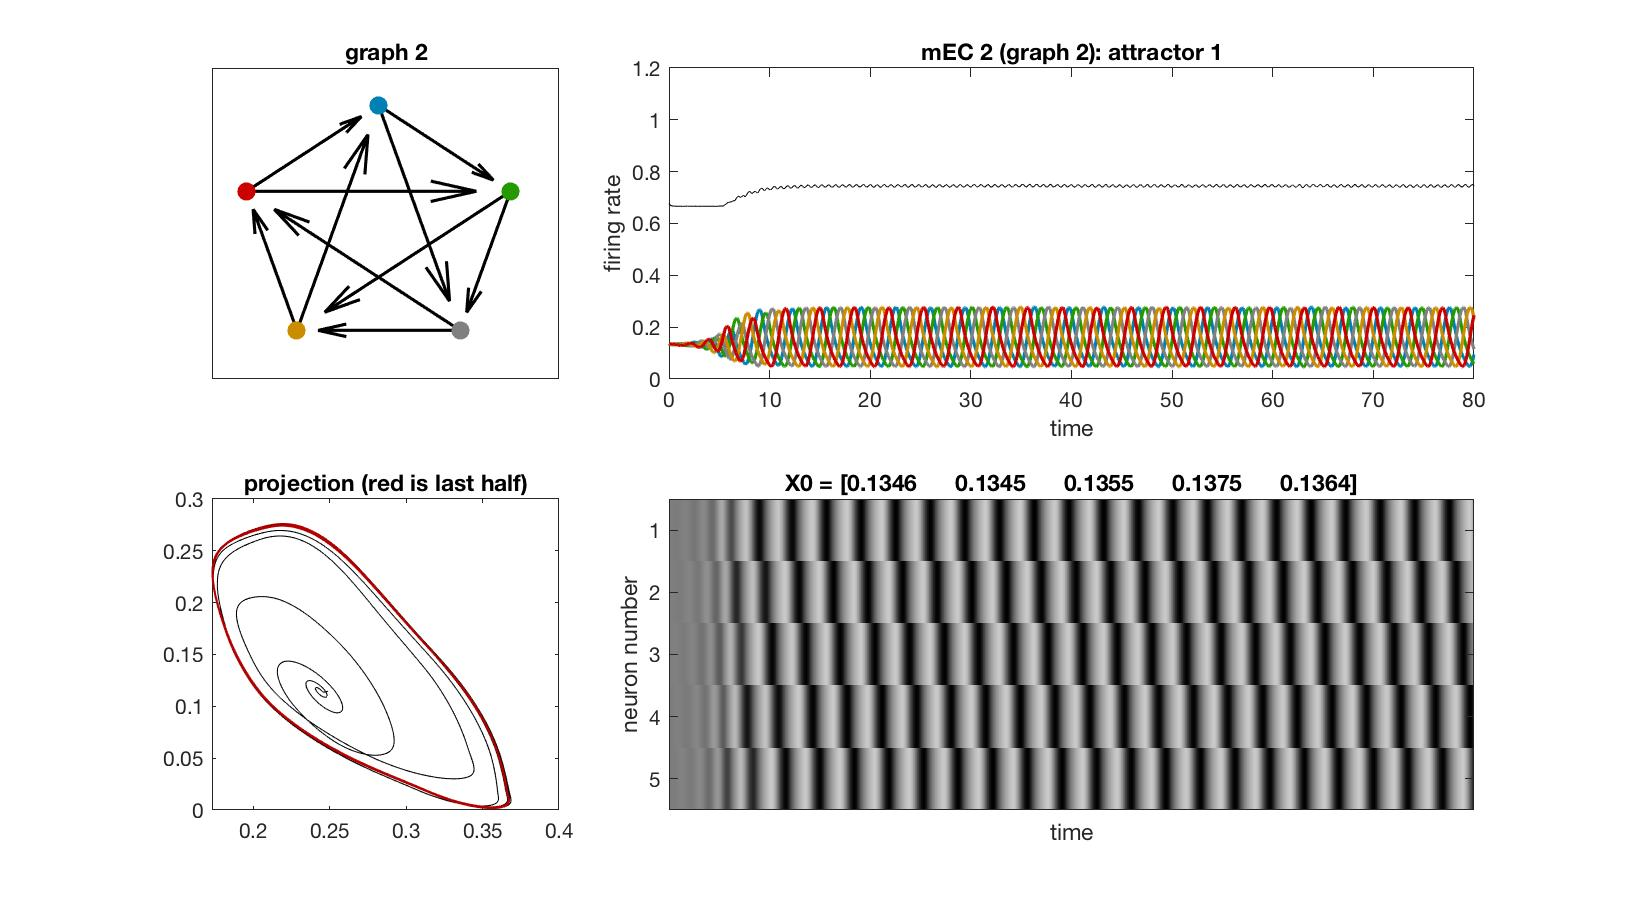 graph 2
mEC 2 (graph 2): attractor 1
1.2
1
0.8
0.6
0.4
0.2
0
firing rate
0 10 20 30 40 50 60 70 80
time
projection (red is last half)
0.3
0.25
0.2
0.15
0.1
0.05
0
0.2 0.25 0.3 0.35 0.4
X0 = [0.1346 0.1345 0.1355 0.1375 0.1364]
neuron number
1
2
3
4
5
time